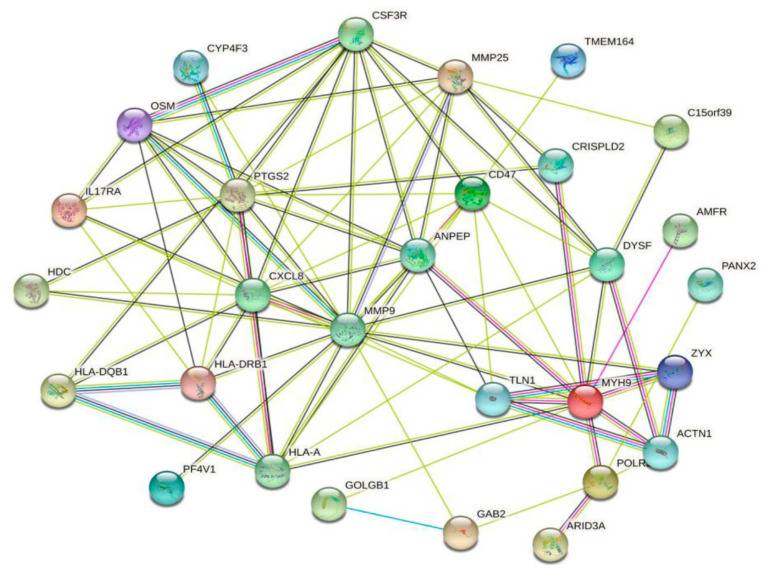 CSF3R
CYP4F3
TMEM164
MMP25
OSM
C15orf39
CRISPLD2
PTGS2
CD47
IL17RA
AMFR
ANPEP
DYSF
PANX2
HDC
CXCL8
MMP9
ZYX
HLA-DRB1
HLA-DQB1
TLN1
MYH9
ACTN1
HLA-A
PF4V1
GOLGB1
GAB2
ARID3A